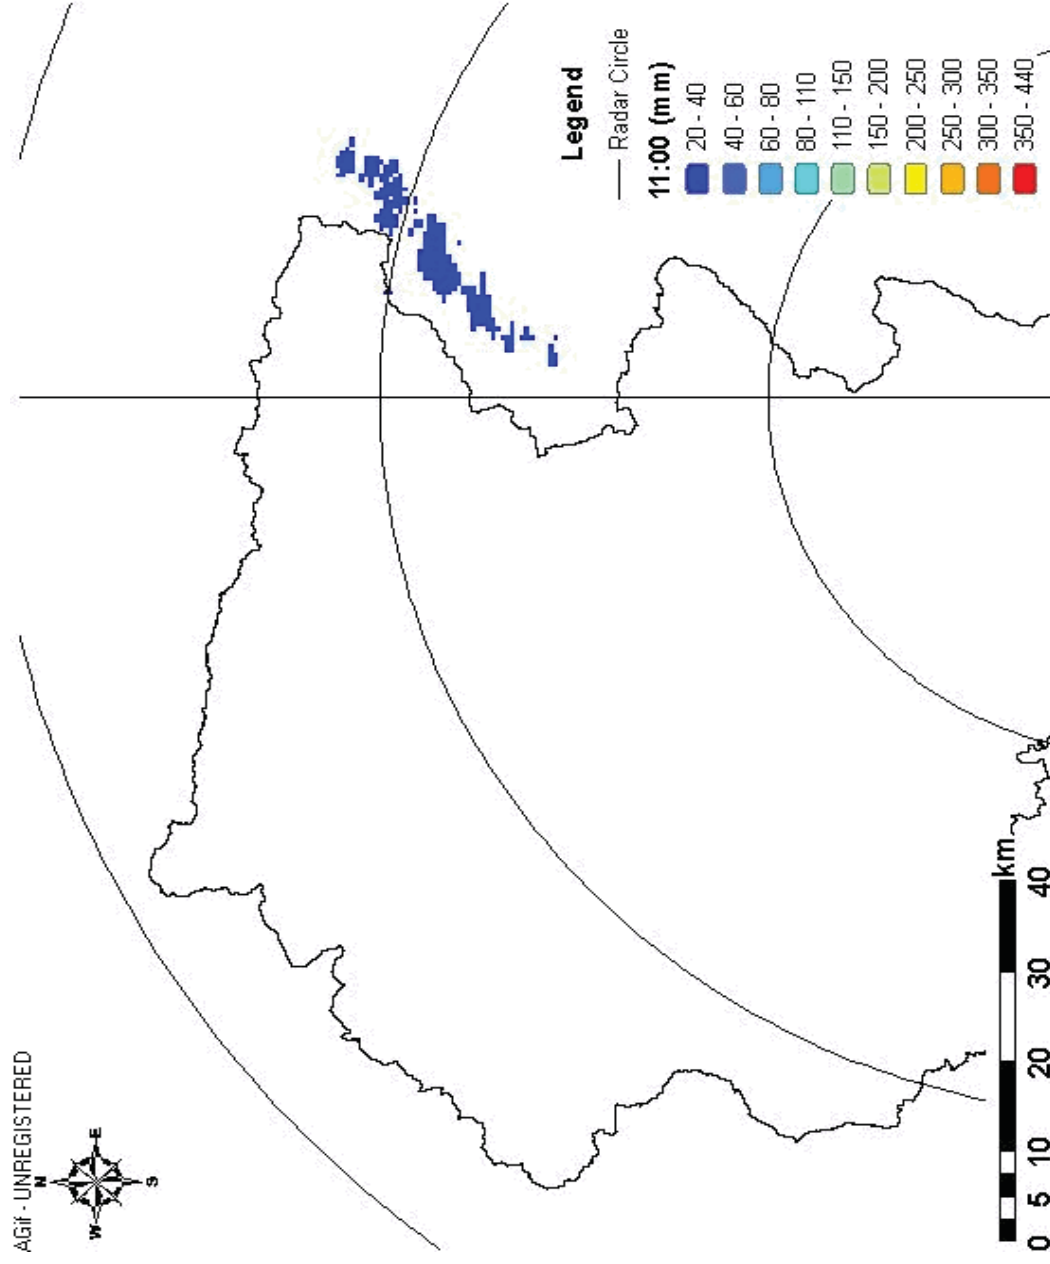 AGif - UNREGISTERED
N
W E
S
Legend
Radar Circle
11:00 (mm)
20 - 40
40 - 60
60 - 80
80 - 110
110 - 150
150 - 200
200 - 250
250 - 300
300 - 350
350 - 440
km
0 5 10 20 30 40